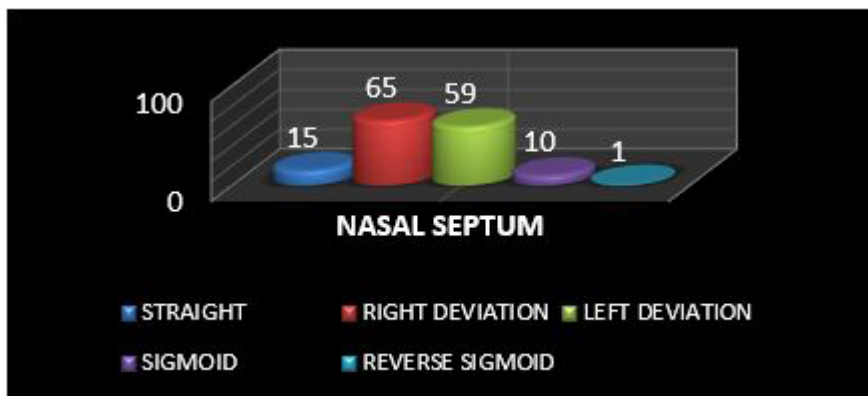 65
59
100
15
10
1
0
NASAL SEPTUM
STRAIGHT RIGHT DEVIATION LEFT DEVIATION
SIGMOID REVERSE SIGMOID